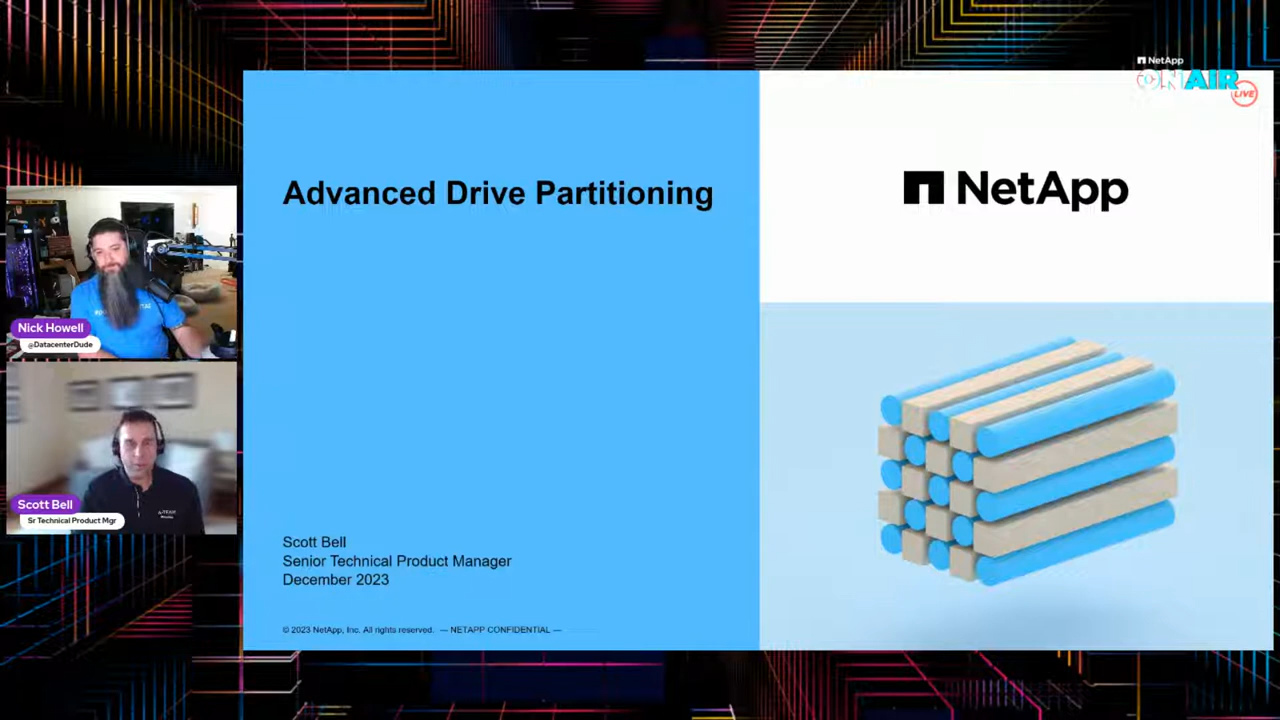 NetApp
ON AIR
LIVE
Advanced Drive Partitioning
NetApp
Nick Howell
@DatacenterDude
Scott Bell
Sr Technical Product Mgr
Scott Bell
Senior Technical Product Manager
December 2023
© 2023 NetApp, Inc. All rights reserved. — NETAPP CONFIDENTIAL —